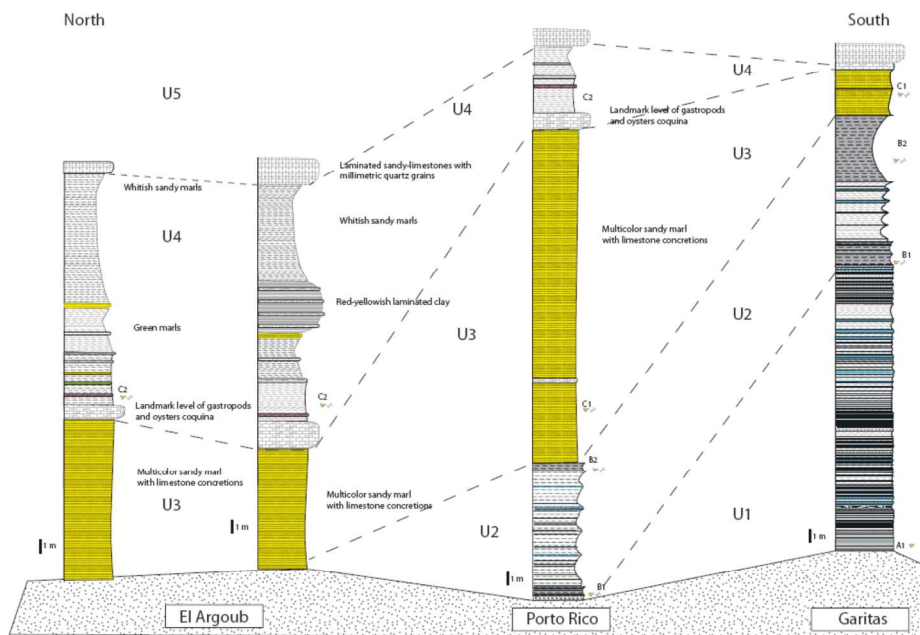 North
South
U5
U4
C1
U4
C2
U4
Landmark level of gastropods
and oysters coquina
B2
Laminated sandy-limestones with
millimetric quartz grains
U3
Whitish sandy marls
Whitish sandy marls
U4
Multicolor sandy marl
with limestone concretions
B1
Red-yellowish laminated clay
U2
Green marls
U3
C2
C2
C1
Landmark level of gastropods
and oysters coquina
B2
Multicolor sandy marl
with limestone concretions
Multicolor sandy marl
with limestone concretions
U3
U1
U2
1 m
1 m
1 m
1 m
A1
B1
El Argoub
Porto Rico
Garitas